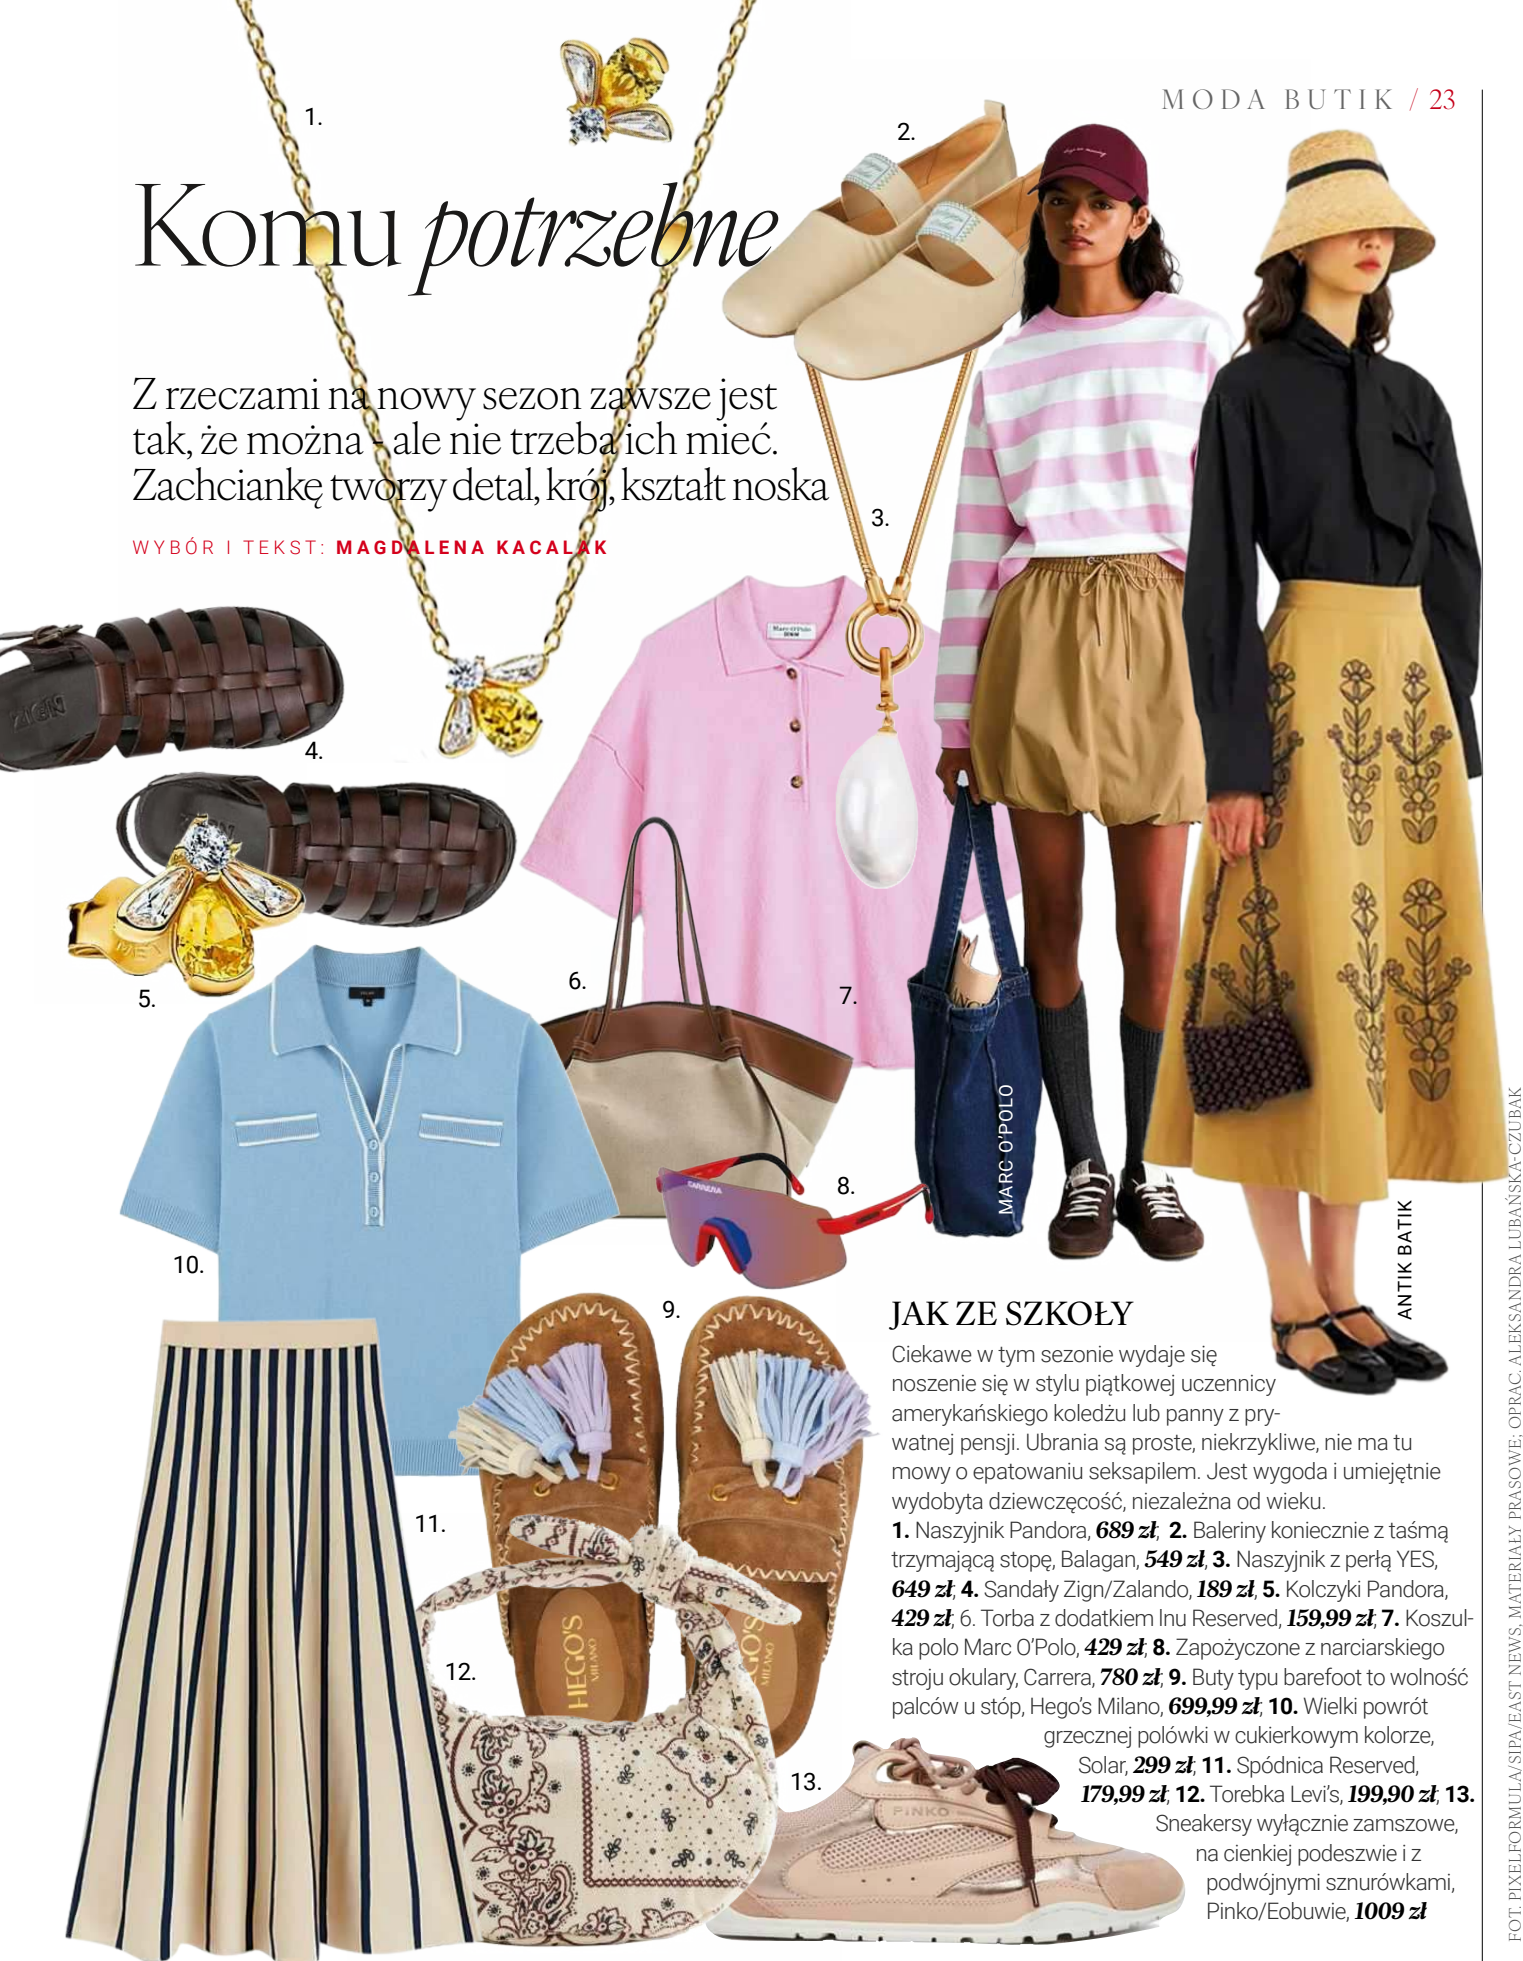 MODA BUTIK / 23
1.
2.
Komu potrzebne
Z rzeczami na nowy sezon zawsze jest
tak, że można - ale nie trzeba ich mieć.
Zachciankę tworzy detal, krój, kształt noska
WYBÓR I TEKST: MAGDALENA KACALAK
3.
Marc O'Polo
DENIM
ZIGN
4.
5.
6.
7.
MARC O'POLO
CARRERA
8.
10.
9.
ANTIK BATIK
11.
HEGO'S
MILANO
12.
13.
PINKO
JAK ZE SZKOŁY
Ciekawe w tym sezonie wydaje się
noszenie się w stylu piątkowej uczennicy
amerykańskiego koledżu lub panny z pry-
watnej pensji. Ubrania są proste, niekrzykliwe, nie ma tu
mowy o epatowaniu seksapilem. Jest wygoda i umiejętnie
wydobyta dziewczęcość, niezależna od wieku.
1. Naszyjnik Pandora, 689 zł; 2. Baleriny koniecznie z taśmą
trzymającą stopę, Balagan, 549 zł, 3. Naszyjnik z perłą YES,
649 zł; 4. Sandały Zign/Zalando, 189 zł, 5. Kolczyki Pandora,
429 zł; 6. Torba z dodatkiem lnu Reserved, 159,99 zł; 7. Koszul-
ka polo Marc O'Polo, 429 zł; 8. Zapożyczone z narciarskiego
stroju okulary, Carrera, 780 zł; 9. Buty typu barefoot to wolność
palców u stóp, Hego's Milano, 699,99 zł; 10. Wielki powrót
grzecznej polówki w cukierkowym kolorze,
Solar, 299 zł; 11. Spódnica Reserved,
179,99 zł; 12. Torebka Levi's, 199,90 zł; 13.
Sneakersy wyłącznie zamszowe,
na cienkiej podeszwie i z
podwójnymi sznurówkami,
Pinko/Eobuwie, 1009 zł
FOT. PIXELFORMULA/SIPA/EAST NEWS, MATERIAŁY PRASOWE; OPRAC. ALEKSANDRA LUBAŃSKA-CZUBAK